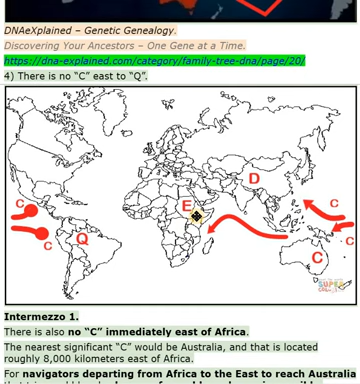 DNAeXplained – Genetic Genealogy.
Discovering Your Ancestors – One Gene at a Time.
https://dna-explained.com/category/family-tree-dna/page/20/
4) There is no “C” east to “Q”.
C
C
Q
E
D
C
C
C
SUPER
Intermezzo 1.
There is also no “C” immediately east of Africa.
The nearest significant “C” would be Australia, and that is located
roughly 8,000 kilometers east of Africa.
For navigators departing from Africa to the East to reach Australia